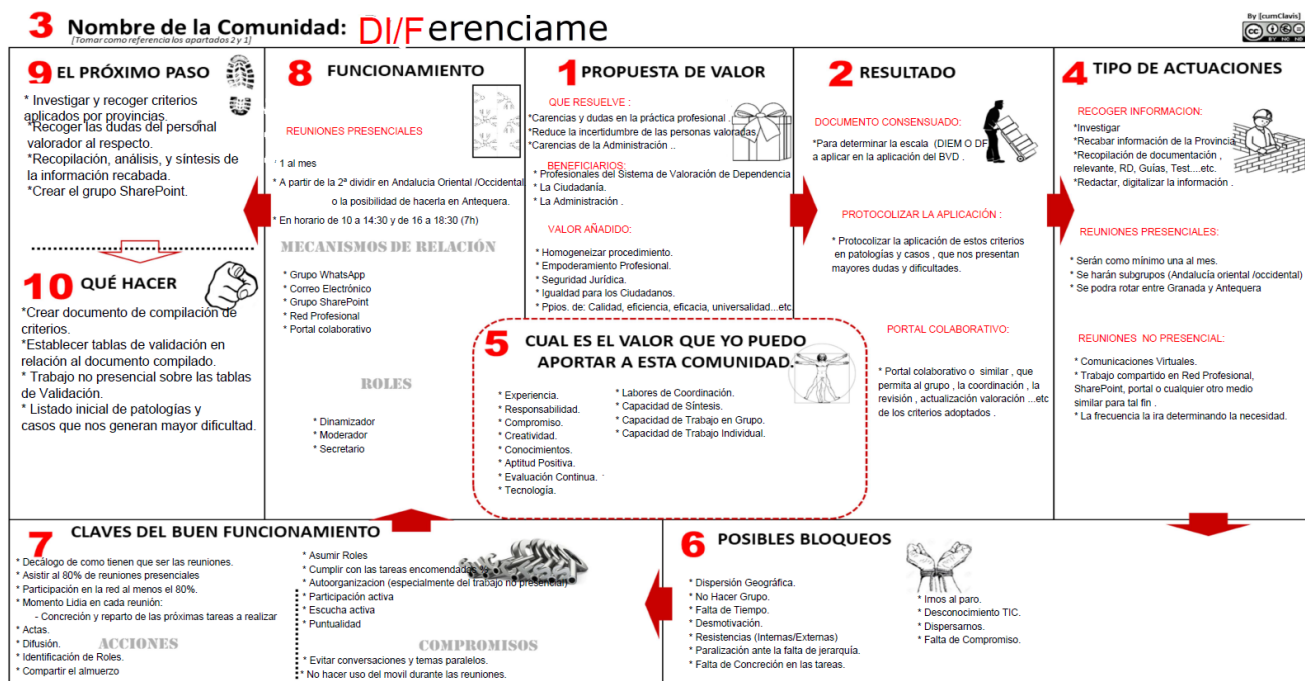 3 Nombre de la Comunidad: DI/Ferenciame
[Tomar como referencia los apartados 2 y 1]
By [cumClavis]
BY NC ND
9 EL PRÓXIMO PASO
* Investigar y recoger criterios
aplicados por provincias.
*Recoger las dudas del personal
valorador al respecto.
*Recopilación, análisis, y síntesis de
la información recabada.
*Crear el grupo SharePoint.
10 QUÉ HACER
*Crear documento de compilación de
criterios.
*Establecer tablas de validación en
relación al documento compilado.
* Trabajo no presencial sobre las tablas
de Validación.
* Listado inicial de patologías y
casos que nos generan mayor dificultad.
8 FUNCIONAMIENTO
REUNIONES PRESENCIALES
* 1 al mes
* A partir de la 2ª dividir en Andalucia Oriental /Occidental
o la posibilidad de hacerla en Antequera.
* En horario de 10 a 14:30 y de 16 a 18:30 (7h)
MECANISMOS DE RELACIÓN
* Grupo WhatsApp
* Correo Electrónico
* Grupo SharePoint
* Red Profesional
* Portal colaborativo
ROLES
* Dinamizador
* Moderador
* Secretario
1 PROPUESTA DE VALOR
QUE RESUELVE :
*Carencias y dudas en la práctica profesional .
*Reduce la incertidumbre de las personas valoradas.
*Carencias de la Administración ..
BENEFICIARIOS:
* Profesionales del Sistema de Valoración de Dependencia
* La Ciudadanía.
* La Administración .
VALOR AÑADIDO:
* Homogeneizar procedimiento.
* Empoderamiento Profesional.
* Seguridad Jurídica.
* Igualdad para los Ciudadanos.
* Ppios. de: Calidad, eficiencia, eficacia, universalidad...etc
2 RESULTADO
DOCUMENTO CONSENSUADO:
*Para determinar la escala (DIEM O DF)
a aplicar en la aplicación del BVD .
PROTOCOLIZAR LA APLICACIÓN :
* Protocolizar la aplicación de estos criterios
en patologías y casos , que nos presentan
mayores dudas y dificultades.
PORTAL COLABORATIVO:
* Portal colaborativo o similar , que
permita al grupo , la coordinación , la
revisión , actualización valoración ...etc
de los criterios adoptados .
4 TIPO DE ACTUACIONES
RECOGER INFORMACION:
*Investigar
*Recabar información de la Provincia
*Recopilación de documentación ,
relevante, RD, Guías, Test....etc.
*Redactar, digitalizar la información .
REUNIONES PRESENCIALES:
* Serán como mínimo una al mes.
* Se harán subgrupos (Andalucía oriental /occidental)
* Se podra rotar entre Granada y Antequera
REUNIONES NO PRESENCIAL:
* Comunicaciones Virtuales.
* Trabajo compartido en Red Profesional,
SharePoint, portal o cualquier otro medio
similar para tal fin .
* La frecuencia la ira determinando la necesidad.
5 CUAL ES EL VALOR QUE YO PUEDO
APORTAR A ESTA COMUNIDAD.
* Experiencia.
* Responsabilidad.
* Compromiso.
* Creatividad.
* Conocimientos.
* Aptitud Positiva.
* Evaluación Continua.
* Tecnología.
* Labores de Coordinación.
* Capacidad de Síntesis.
* Capacidad de Trabajo en Grupo.
* Capacidad de Trabajo Individual.
7 CLAVES DEL BUEN FUNCIONAMIENTO
* Decálogo de como tienen que ser las reuniones.
* Asistir al 80% de reuniones presenciales
* Participación en la red al menos el 80%.
* Momento Lidia en cada reunión:
- Concreción y reparto de las próximas tareas a realizar
* Actas.
* Difusión.
* Identificación de Roles.
* Compartir el almuerzo
ACCIONES
* Asumir Roles
* Cumplir con las tareas encomendadas
* Autoorganizacion (especialmente del trabajo no presencial)
* Participación activa
* Escucha activa
* Puntualidad
COMPROMISOS
* Evitar conversaciones y temas paralelos.
* No hacer uso del movil durante las reuniones.
6 POSIBLES BLOQUEOS
* Dispersión Geográfica.
* No Hacer Grupo.
* Falta de Tiempo.
* Desmotivación.
* Resistencias (Internas/Externas)
* Paralización ante la falta de jerarquía.
* Falta de Concreción en las tareas.
* Irnos al paro.
* Desconocimiento TIC.
* Dispersarnos.
* Falta de Compromiso.